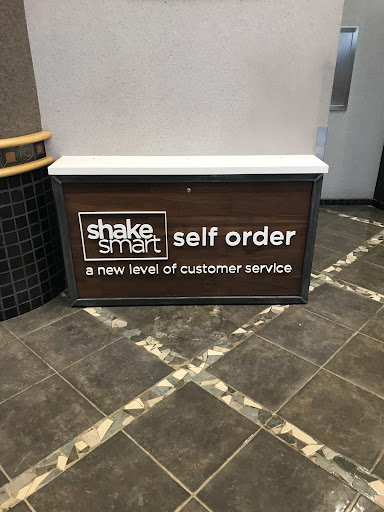 shake
smart
self order
a new level of customer service